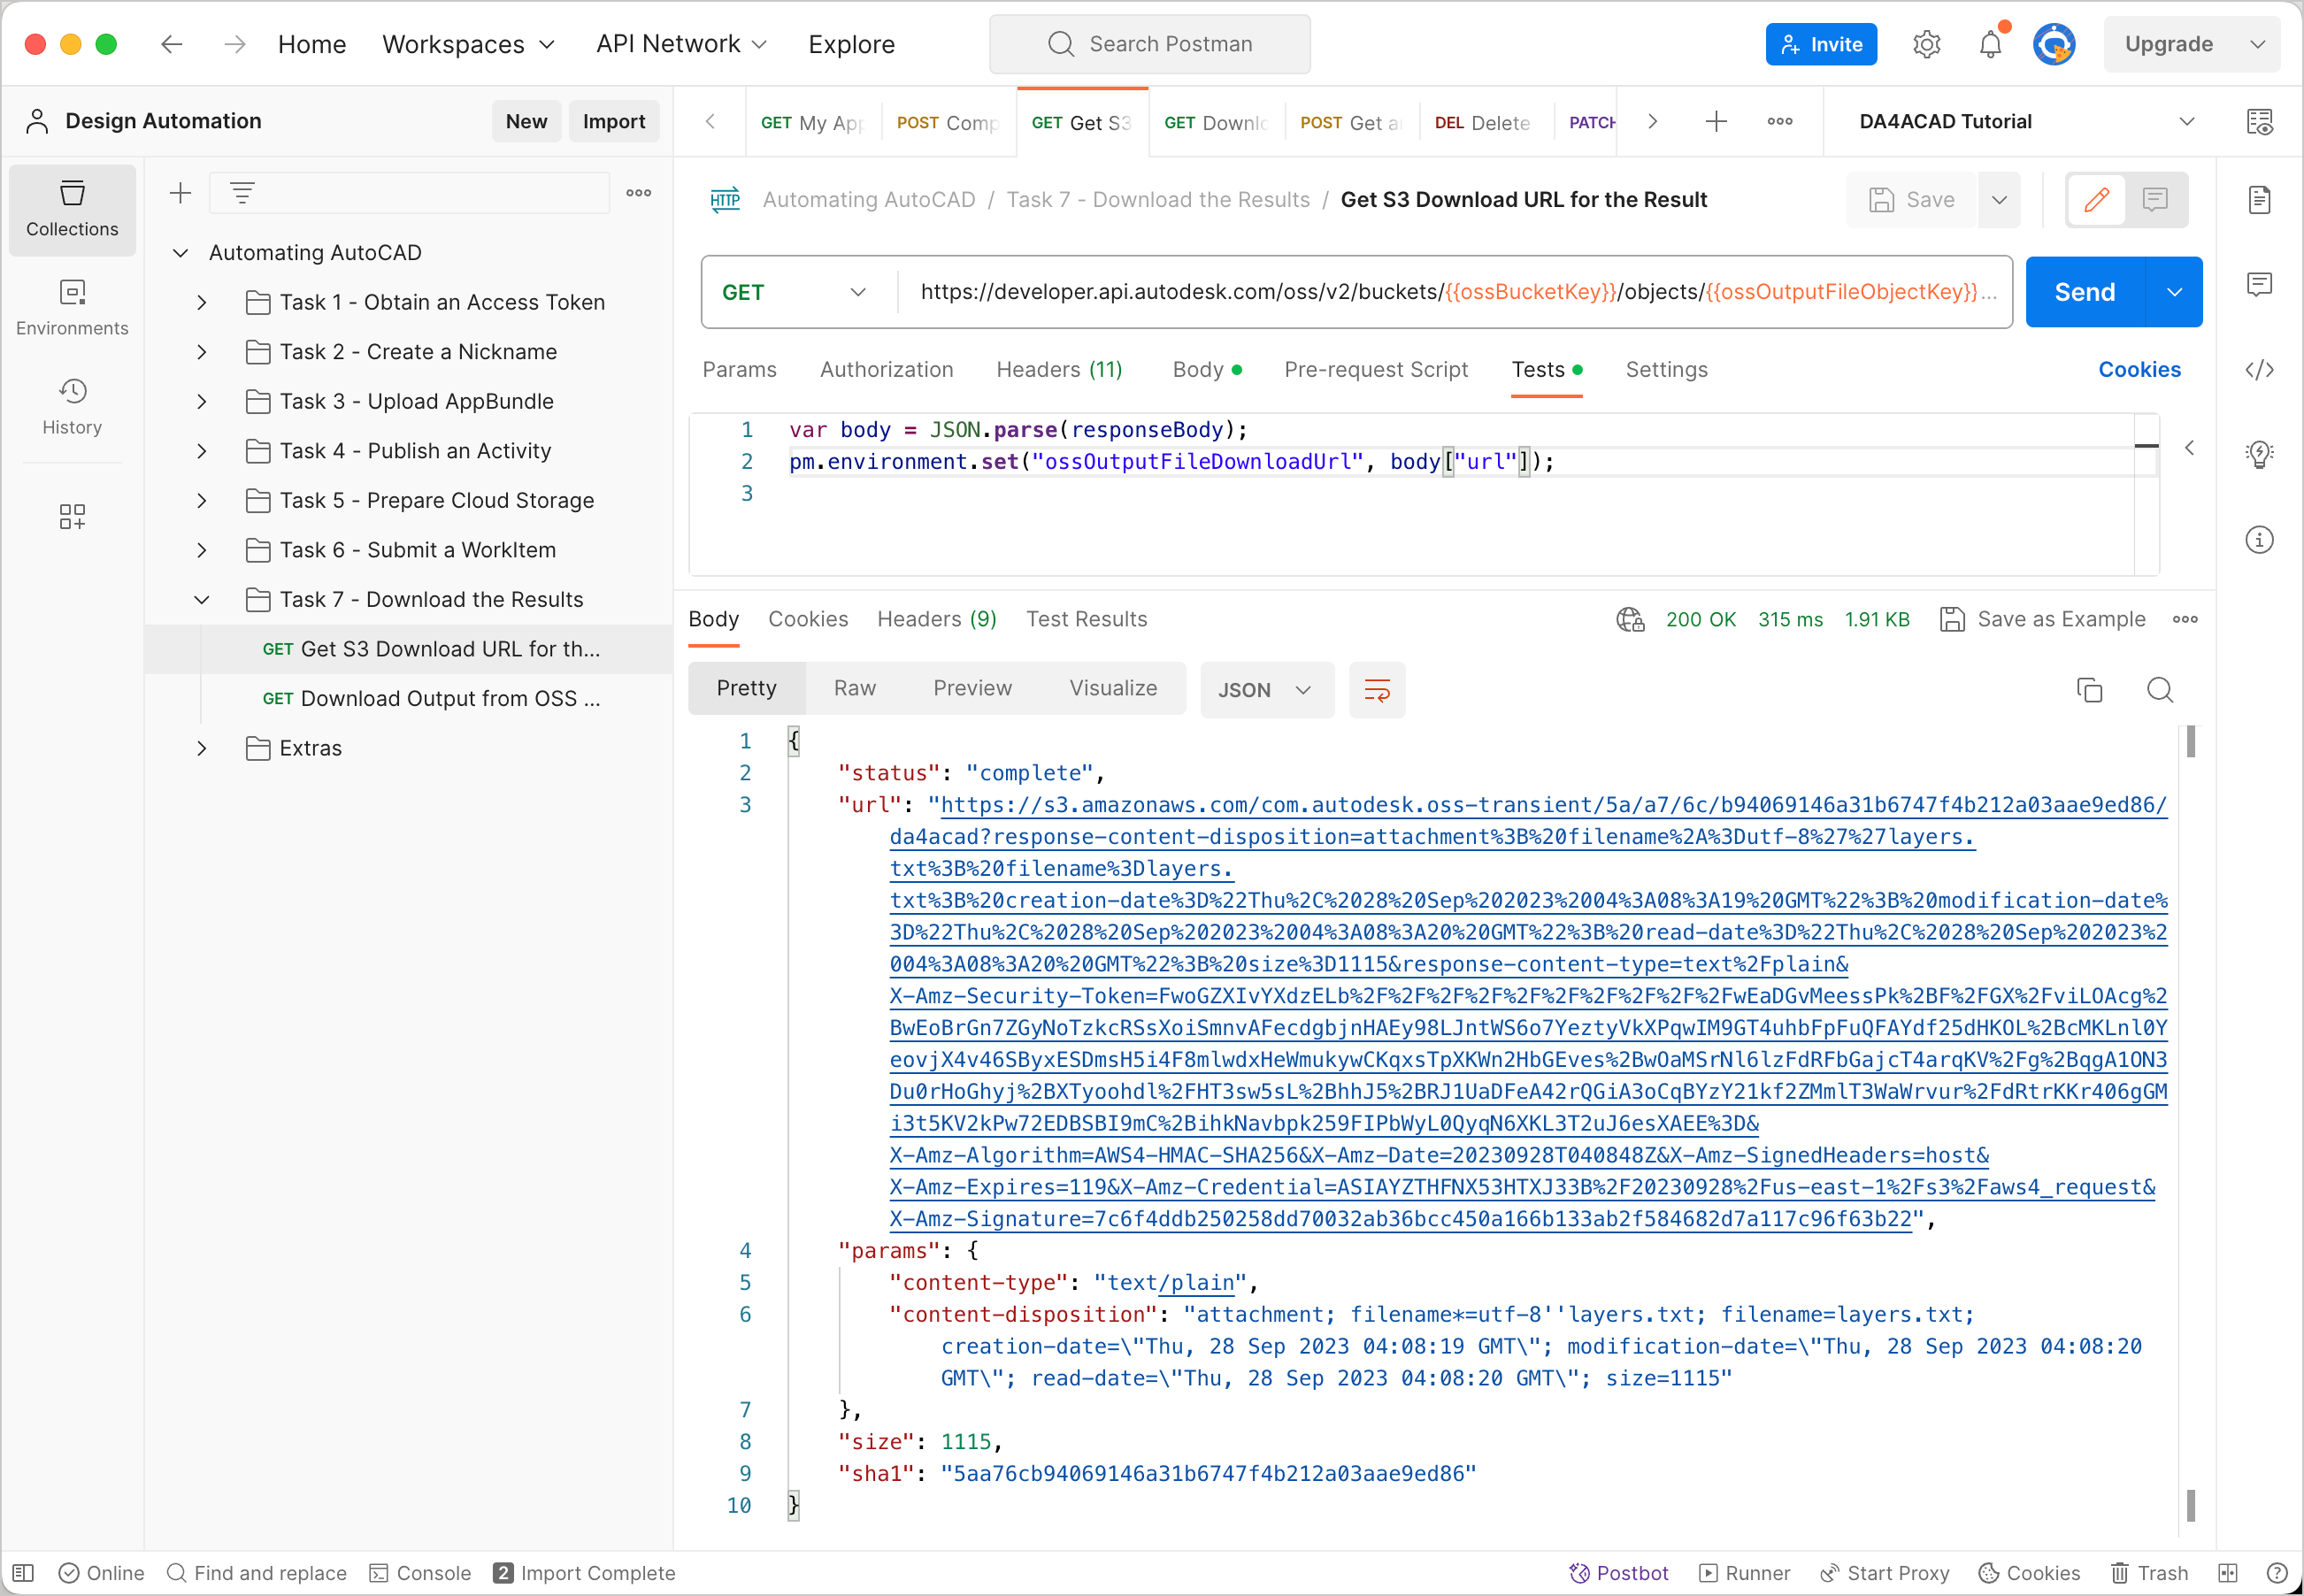 Home
Workspaces
API Network
Explore
Search Postman
Invite
Upgrade
Design Automation
New
Import
GET My App
POST Comp
GET Get S3
GET Downlo
POST Get a
DEL Delete
PATCH
DA4ACAD Tutorial
Collections
Environments
History
Automating AutoCAD
Task 1 - Obtain an Access Token
Task 2 - Create a Nickname
Task 3 - Upload AppBundle
Task 4 - Publish an Activity
Task 5 - Prepare Cloud Storage
Task 6 - Submit a WorkItem
Task 7 - Download the Results
GET Get S3 Download URL for th...
GET Download Output from OSS ...
Extras
HTTP Automating AutoCAD / Task 7 - Download the Results / Get S3 Download URL for the Result
Save
GET
https://developer.api.autodesk.com/oss/v2/buckets/{{ossBucketKey}}/objects/{{ossOutputFileObjectKey}}...
Send
Params
Authorization
Headers (11)
Body
Pre-request Script
Tests
Settings
Cookies
1 var body = JSON.parse(responseBody);
2 pm.environment.set("ossOutputFileDownloadUrl", body["url"]);
3
Body
Cookies
Headers (9)
Test Results
200 OK
315 ms
1.91 KB
Save as Example
Pretty
Raw
Preview
Visualize
JSON
1 {
2 "status": "complete",
3 "url": "https://s3.amazonaws.com/com.autodesk.oss-transient/5a/a7/6c/b94069146a31b6747f4b212a03aae9ed86/
da4acad?response-content-disposition=attachment%3B%20filename%2A%3Dutf-8%27%27layers.
txt%3B%20filename%3Dlayers.
txt%3B%20creation-date%3D%22Thu%2C%2028%20Sep%202023%2004%3A08%3A19%20GMT%22%3B%20modification-date%
3D%22Thu%2C%2028%20Sep%202023%2004%3A08%3A20%20GMT%22%3B%20read-date%3D%22Thu%2C%2028%20Sep%202023%2
004%3A08%3A20%20GMT%22%3B%20size%3D1115&response-content-type=text%2Fplain&
X-Amz-Security-Token=FwoGZXIvYXdzELb%2F%2F%2F%2F%2F%2F%2F%2F%2F%2FwEaDGvMeessPk%2BF%2FGX%2FviLOAcg%2
BwEoBrGn7ZGyNoTzkcRSsXoiSmnvAFecdgbjnHAEy98LJntWS6o7YeztyVkXPqwIM9GT4uhbFpFuQFAYdf25dHKOL%2BcMKLnl0Y
eovjX4v46SByxESDmsH5i4F8mlwdxHeWmukywCKqxsTpXKWn2HbGEves%2BwOaMSrNl6lzFdRFbGajcT4arqKV%2Fg%2BqgA1ON3
Du0rHoGhyj%2BXTyoohdl%2FHT3sw5sL%2BhhJ5%2BRJ1UaDFeA42rQGiA3oCqBYzY21kf2ZMmlT3WaWrvur%2FdRtrKKr406gGM
i3t5KV2kPw72EDBSBI9mC%2BihkNavbpk259FIPbWyL0QyqN6XKL3T2uJ6esXAEE%3D&
X-Amz-Algorithm=AWS4-HMAC-SHA256&X-Amz-Date=20230928T040848Z&X-Amz-SignedHeaders=host&
X-Amz-Expires=119&X-Amz-Credential=ASIAYZTHFNX53HTXJ33B%2F20230928%2Fus-east-1%2Fs3%2Faws4_request&
X-Amz-Signature=7c6f4ddb250258dd70032ab36bcc450a166b133ab2f584682d7a117c96f63b22",
4 "params": {
5 "content-type": "text/plain",
6 "content-disposition": "attachment; filename*=utf-8''layers.txt; filename=layers.txt;
creation-date=\"Thu, 28 Sep 2023 04:08:19 GMT\"; modification-date=\"Thu, 28 Sep 2023 04:08:20
GMT\"; read-date=\"Thu, 28 Sep 2023 04:08:20 GMT\"; size=1115"
7 },
8 "size": 1115,
9 "sha1": "5aa76cb94069146a31b6747f4b212a03aae9ed86"
10 }
Online
Find and replace
Console
2 Import Complete
Postbot
Runner
Start Proxy
Cookies
Trash